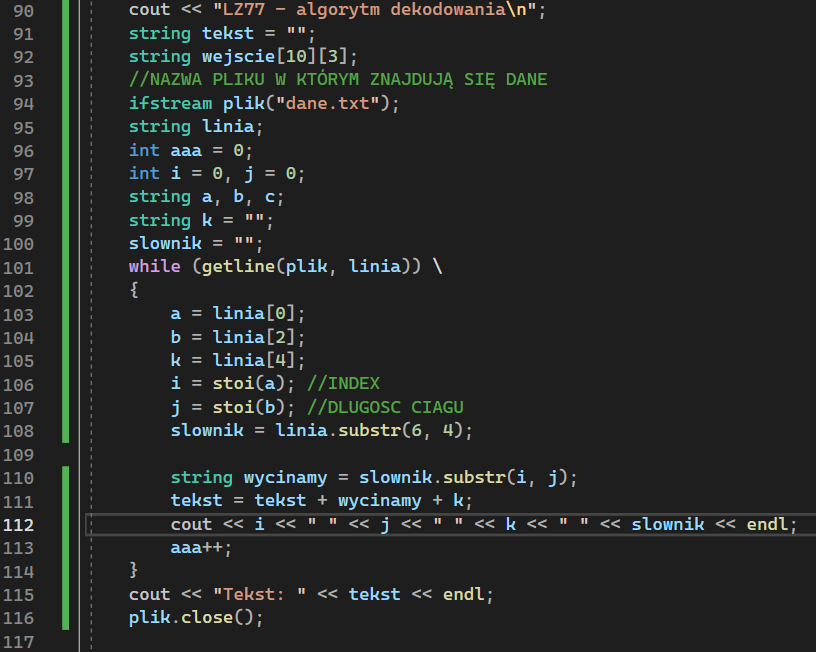 90 cout << "LZ77 - algorytm dekodowania\n";
91 string tekst = "";
92 string wejscie[10][3];
93 //NAZWA PLIKU W KTÓRYM ZNAJDUJĄ SIĘ DANE
94 ifstream plik("dane.txt");
95 string linia;
96 int aaa = 0;
97 int i = 0, j = 0;
98 string a, b, c;
99 string k = "";
100 slownik = "";
101 while (getline(plik, linia)) \
102 {
103 a = linia[0];
104 b = linia[2];
105 k = linia[4];
106 i = stoi(a); //INDEX
107 j = stoi(b); //DLUGOSC CIAGU
108 slownik = linia.substr(6, 4);
109
110 string wycinamy = slownik.substr(i, j);
111 tekst = tekst + wycinamy + k;
112 cout << i << " " << j << " " << k << " " << slownik << endl;
113 aaa++;
114 }
115 cout << "Tekst: " << tekst << endl;
116 plik.close();
117